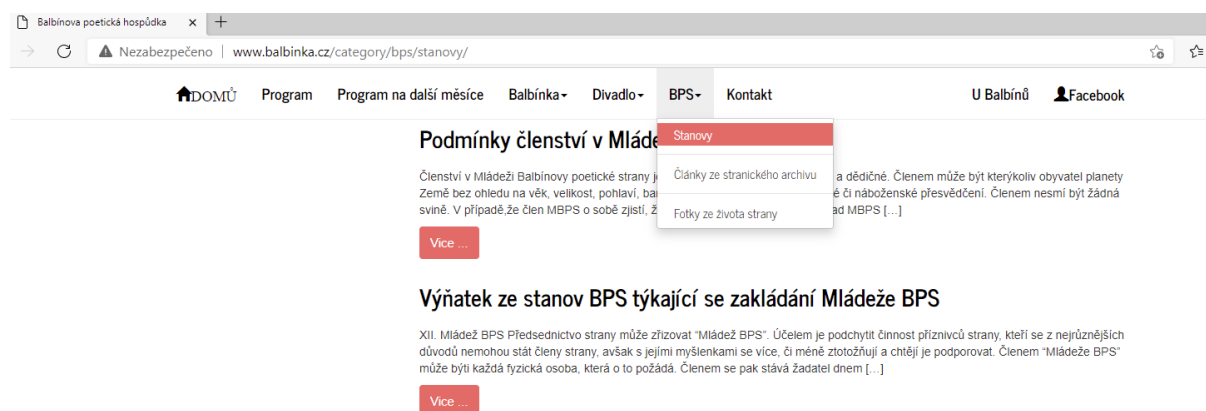 Balbínova poetická hospůdka
Nezabezpečeno | www.balbinka.cz/category/bps/stanovy/
DOMŮ Program Program na další měsíce Balbínka Divadlo BPS Kontakt U Balbínů Facebook
Stanovy
Články ze stranického archivu
Fotky ze života strany
Podmínky členství v Mláde
Členství v Mládeži Balbínovy poetické strany j a dědičné. Členem může být kterýkoliv obyvatel planety
Země bez ohledu na věk, velikost, pohlaví, ba é či náboženské přesvědčení. Členem nesmí být žádná
svině. V případě,že člen MBPS o sobě zjistí, ž ad MBPS […]
Vice ...
Výňatek ze stanov BPS týkající se zakládání Mládeže BPS
XII. Mládež BPS Předsednictvo strany může zřizovat “Mládež BPS”. Účelem je podchytit činnost příznivců strany, kteří se z nejrůznějších
důvodů nemohou stát členy strany, avšak s jejími myšlenkami se více, či méně ztotožňují a chtějí je podporovat. Členem “Mládeže BPS”
může býti každá fyzická osoba, která o to požádá. Členem se pak stává žadatel dnem […]
Vice ...